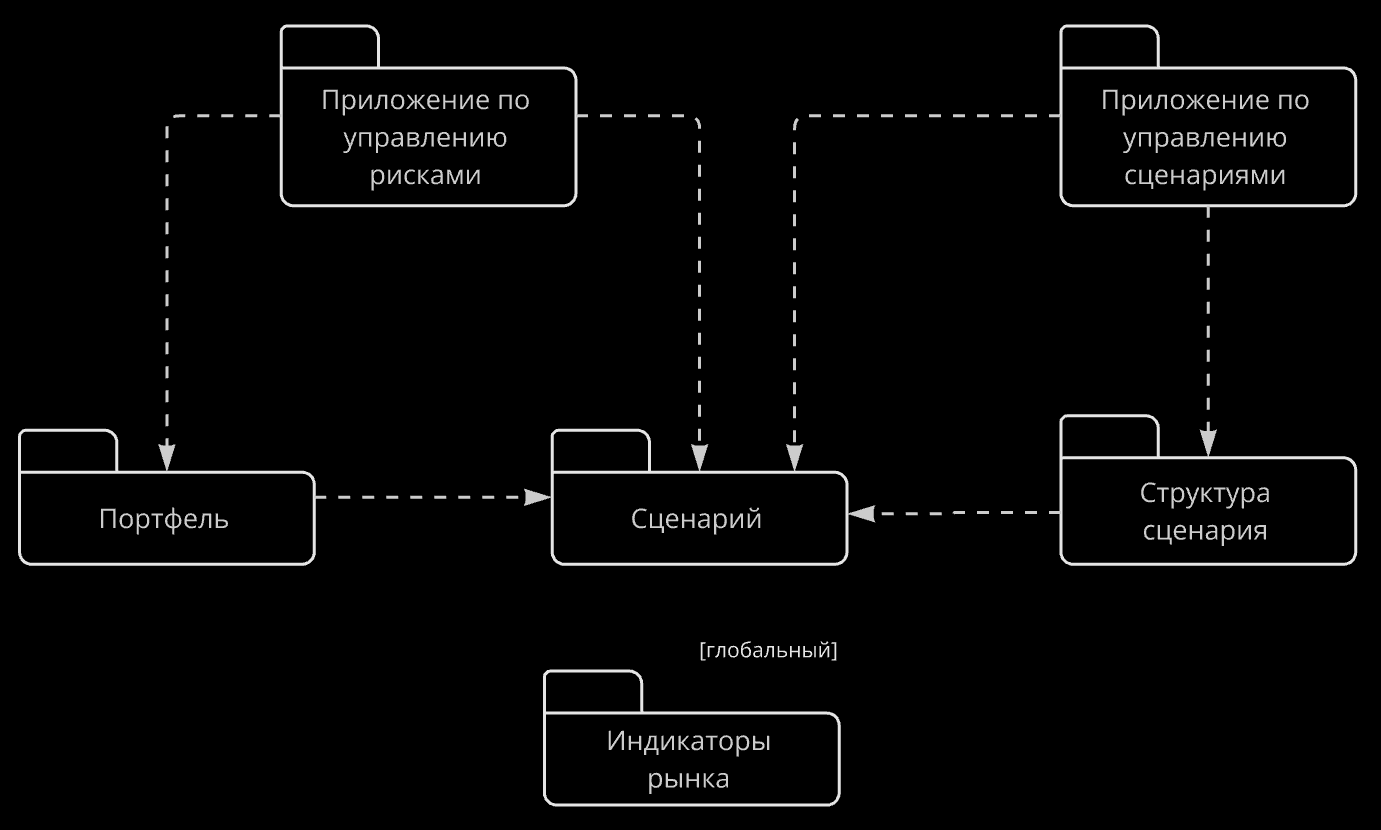 Приложение по
управлению
рисками
Приложение по
управлению
сценариями
Портфель
Сценарий
Структура
сценария
[глобальный]
Индикаторы
рынка